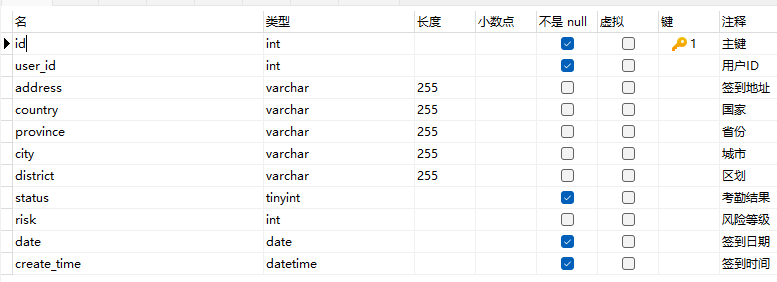 名 类型 长度 小数点 不是 null 虚拟 键 注释
id int 1 主键
user_id int 用户ID
address varchar 255 签到地址
country varchar 255 国家
province varchar 255 省份
city varchar 255 城市
district varchar 255 区划
status tinyint 考勤结果
risk int 风险等级
date date 签到日期
create_time datetime 签到时间